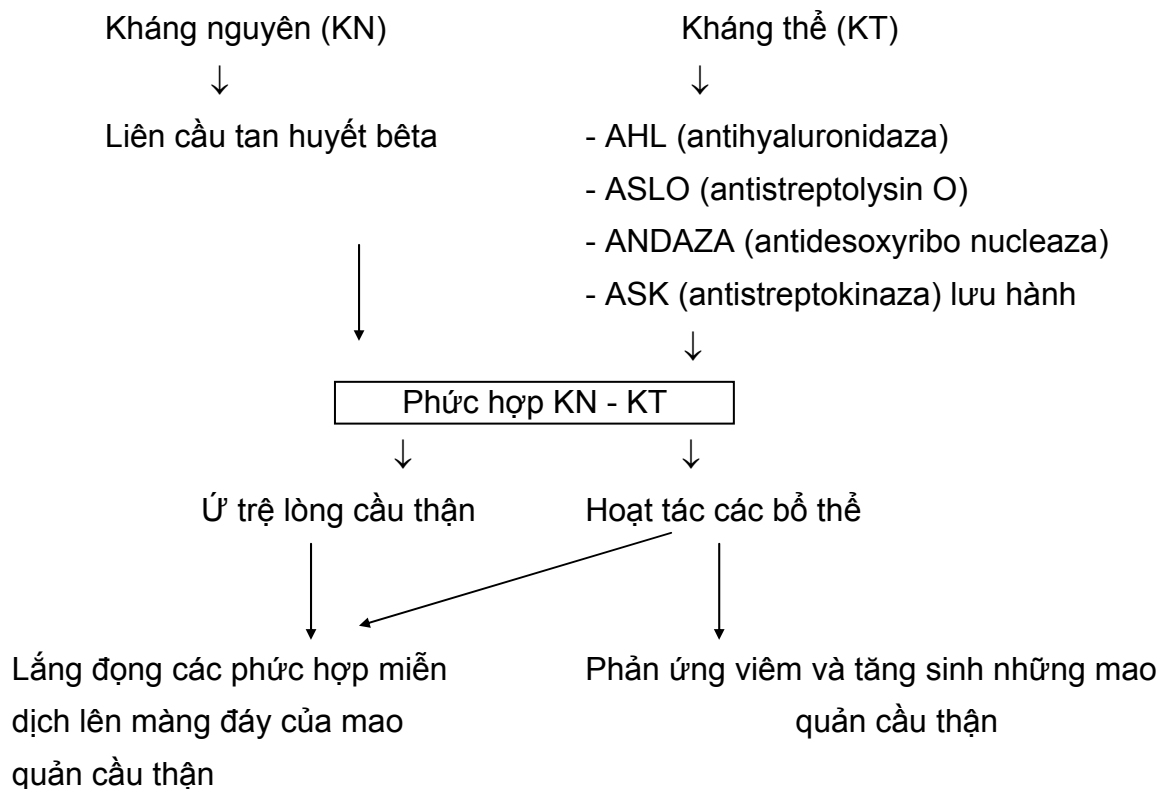 Kháng nguyên (KN)
Kháng thể (KT)
↓
↓
Liên cầu tan huyết bêta
- AHL (antihyaluronidaza)
- ASLO (antistreptolysin O)
- ANDAZA (antidesoxyribo nucleaza)
- ASK (antistreptokinaza) lưu hành
↓
Phức hợp KN - KT
↓
↓
Ứ trệ lòng cầu thận
Hoạt tác các bổ thể
Lắng đọng các phức hợp miễn
dịch lên màng đáy của mao
quản cầu thận
Phản ứng viêm và tăng sinh những mao
quản cầu thận